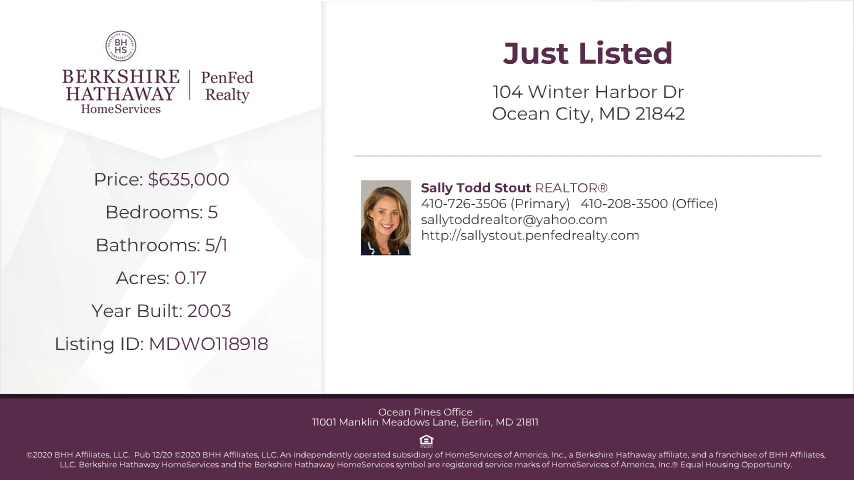 BH
HS
BERKSHIRE
HATHAWAY
HomeServices
PenFed
Realty
Price: $635,000
Bedrooms: 5
Bathrooms: 5/1
Acres: 0.17
Year Built: 2003
Listing ID: MDWO118918
Just Listed
104 Winter Harbor Dr
Ocean City, MD 21842
Sally Todd Stout REALTOR®
410-726-3506 (Primary) 410-208-3500 (Office)
sallytoddrealtor@yahoo.com
http://sallystout.penfedrealty.com
Ocean Pines Office
11001 Manklin Meadows Lane, Berlin, MD 21811
©2020 BHH Affiliates, LLC. Pub 12/20 ©2020 BHH Affiliates, LLC. An independently operated subsidiary of HomeServices of America, Inc., a Berkshire Hathaway affiliate, and a franchisee of BHH Affiliates,
LLC. Berkshire Hathaway HomeServices and the Berkshire Hathaway HomeServices symbol are registered service marks of HomeServices of America, Inc.® Equal Housing Opportunity.